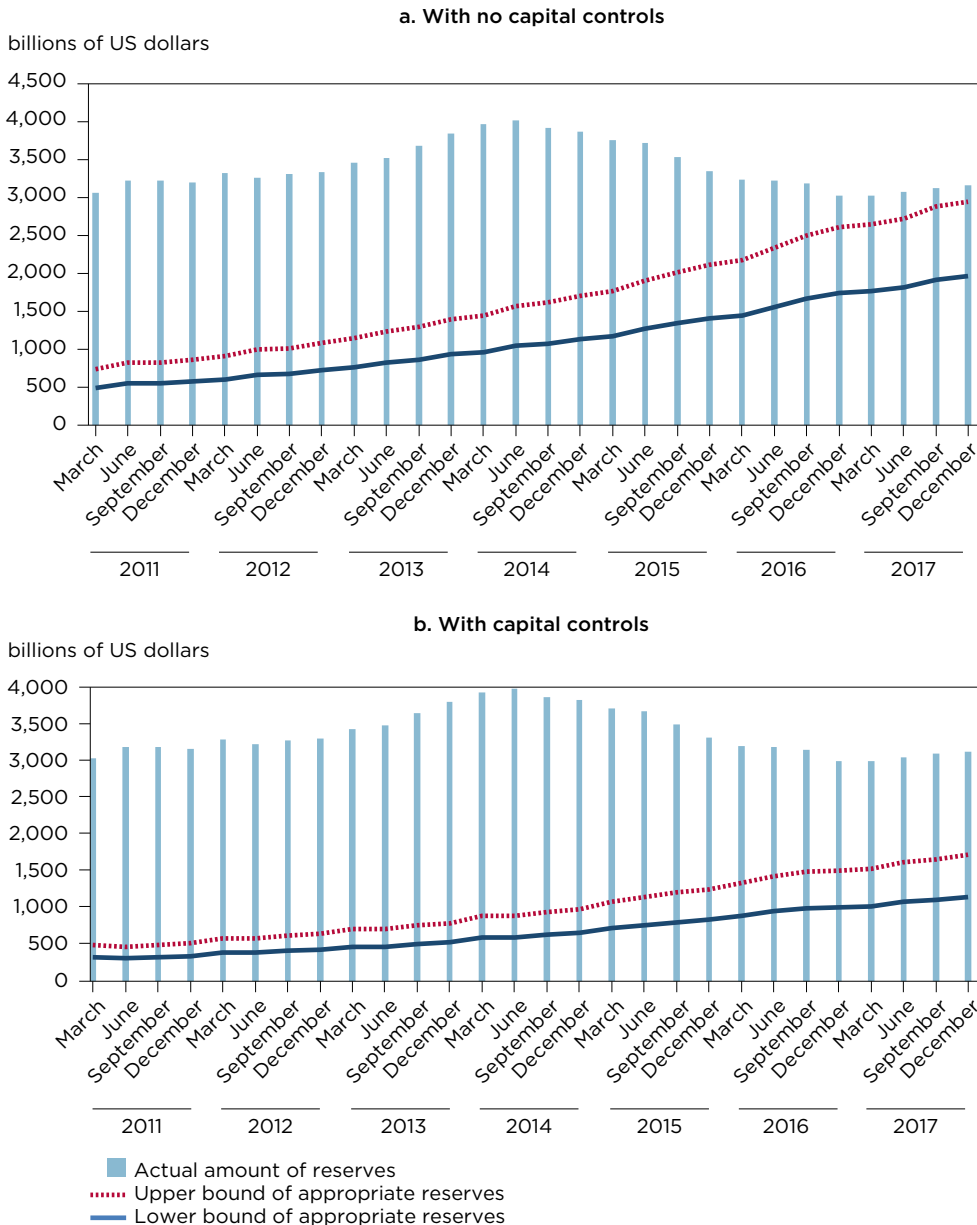 a. With no capital controls
billions of US dollars
4,500
4,000
3,500
3,000
2,500
2,000
1,500
1,000
500
0
March June September December March June September December March June September December March June September December March June September December March June September December March June September December
2011 2012 2013 2014 2015 2016 2017
b. With capital controls
billions of US dollars
4,000
3,500
3,000
2,500
2,000
1,500
1,000
500
0
March June September December March June September December March June September December March June September December March June September December March June September December March June September December
2011 2012 2013 2014 2015 2016 2017
Actual amount of reserves
Upper bound of appropriate reserves
Lower bound of appropriate reserves